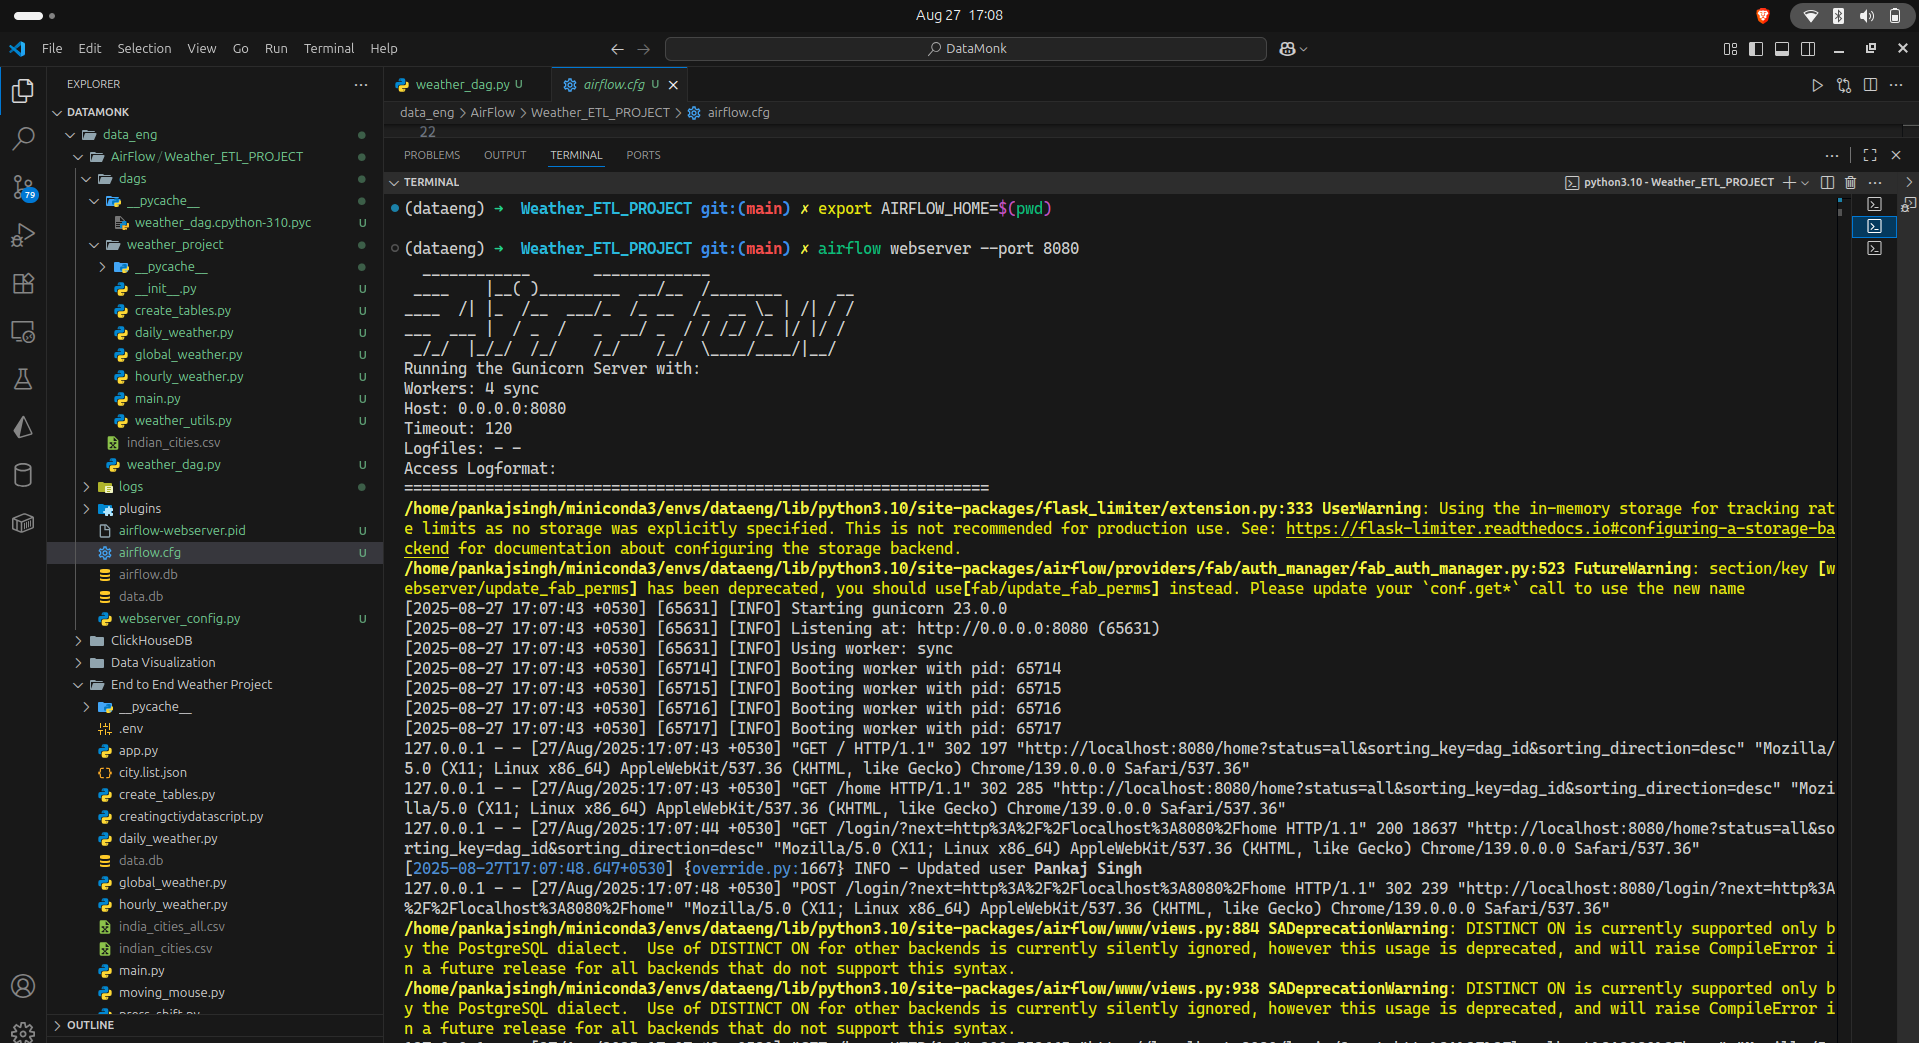 Aug 27 17:08
File Edit Selection View Go Run Terminal Help
DataMonk
EXPLORER
DATAMONK
data_eng
AirFlow / Weather_ETL_PROJECT
dags
__pycache__
weather_dag.cpython-310.pyc U
weather_project
__pycache__
__init__.py U
create_tables.py U
daily_weather.py U
global_weather.py U
hourly_weather.py U
main.py U
weather_utils.py U
indian_cities.csv
weather_dag.py U
logs
plugins
airflow-webserver.pid U
airflow.cfg U
airflow.db
data.db
webserver_config.py U
ClickHouseDB
Data Visualization
End to End Weather Project
__pycache__
.env
app.py
city.list.json
create_tables.py
creatingctiydatascript.py
daily_weather.py
data.db
global_weather.py
hourly_weather.py
india_cities_all.csv
indian_cities.csv
main.py
moving_mouse.py
press_shift.py
OUTLINE
79
weather_dag.py U
airflow.cfg U
data_eng > AirFlow > Weather_ETL_PROJECT > airflow.cfg
22
PROBLEMS OUTPUT TERMINAL PORTS
TERMINAL
python3.10 - Weather_ETL_PROJECT
(dataeng) ➜ Weather_ETL_PROJECT git:(main) ✗ export AIRFLOW_HOME=$(pwd)
(dataeng) ➜ Weather_ETL_PROJECT git:(main) ✗ airflow webserver --port 8080
  ____________       _____________
 ____    |__( )_________  __/__  /________      __
____  /| |_  /__  ___/_  /_ __  /_  __ \_ | /| / /
___  ___ |  / _  /   _  __/ _  / / /_/ /_ |/ |/ /
 _/_/  |_/_/  /_/    /_/    /_/  \____/____/|__/
Running the Gunicorn Server with:
Workers: 4 sync
Host: 0.0.0.0:8080
Timeout: 120
Logfiles: - -
Access Logformat:
=================================================================
/home/pankajsingh/miniconda3/envs/dataeng/lib/python3.10/site-packages/flask_limiter/extension.py:333 UserWarning: Using the in-memory storage for tracking rat
e limits as no storage was explicitly specified. This is not recommended for production use. See: https://flask-limiter.readthedocs.io#configuring-a-storage-ba
ckend for documentation about configuring the storage backend.
/home/pankajsingh/miniconda3/envs/dataeng/lib/python3.10/site-packages/airflow/providers/fab/auth_manager/fab_auth_manager.py:523 FutureWarning: section/key [w
ebserver/update_fab_perms] has been deprecated, you should use[fab/update_fab_perms] instead. Please update your `conf.get*` call to use the new name
[2025-08-27 17:07:43 +0530] [65631] [INFO] Starting gunicorn 23.0.0
[2025-08-27 17:07:43 +0530] [65631] [INFO] Listening at: http://0.0.0.0:8080 (65631)
[2025-08-27 17:07:43 +0530] [65631] [INFO] Using worker: sync
[2025-08-27 17:07:43 +0530] [65714] [INFO] Booting worker with pid: 65714
[2025-08-27 17:07:43 +0530] [65715] [INFO] Booting worker with pid: 65715
[2025-08-27 17:07:43 +0530] [65716] [INFO] Booting worker with pid: 65716
[2025-08-27 17:07:43 +0530] [65717] [INFO] Booting worker with pid: 65717
127.0.0.1 - - [27/Aug/2025:17:07:43 +0530] "GET / HTTP/1.1" 302 197 "http://localhost:8080/home?status=all&sorting_key=dag_id&sorting_direction=desc" "Mozilla/
5.0 (X11; Linux x86_64) AppleWebKit/537.36 (KHTML, like Gecko) Chrome/139.0.0.0 Safari/537.36"
127.0.0.1 - - [27/Aug/2025:17:07:43 +0530] "GET /home HTTP/1.1" 302 285 "http://localhost:8080/home?status=all&sorting_key=dag_id&sorting_direction=desc" "Mozi
lla/5.0 (X11; Linux x86_64) AppleWebKit/537.36 (KHTML, like Gecko) Chrome/139.0.0.0 Safari/537.36"
127.0.0.1 - - [27/Aug/2025:17:07:44 +0530] "GET /login/?next=http%3A%2F%2Flocalhost%3A8080%2Fhome HTTP/1.1" 200 18637 "http://localhost:8080/home?status=all&so
rting_key=dag_id&sorting_direction=desc" "Mozilla/5.0 (X11; Linux x86_64) AppleWebKit/537.36 (KHTML, like Gecko) Chrome/139.0.0.0 Safari/537.36"
[2025-08-27T17:07:48.647+0530] {override.py:1667} INFO - Updated user Pankaj Singh
127.0.0.1 - - [27/Aug/2025:17:07:48 +0530] "POST /login/?next=http%3A%2F%2Flocalhost%3A8080%2Fhome HTTP/1.1" 302 239 "http://localhost:8080/login/?next=http%3A
%2F%2Flocalhost%3A8080%2Fhome" "Mozilla/5.0 (X11; Linux x86_64) AppleWebKit/537.36 (KHTML, like Gecko) Chrome/139.0.0.0 Safari/537.36"
/home/pankajsingh/miniconda3/envs/dataeng/lib/python3.10/site-packages/airflow/www/views.py:884 SADeprecationWarning: DISTINCT ON is currently supported only b
y the PostgreSQL dialect.  Use of DISTINCT ON for other backends is currently silently ignored, however this usage is deprecated, and will raise CompileError i
n a future release for all backends that do not support this syntax.
/home/pankajsingh/miniconda3/envs/dataeng/lib/python3.10/site-packages/airflow/www/views.py:938 SADeprecationWarning: DISTINCT ON is currently supported only b
y the PostgreSQL dialect.  Use of DISTINCT ON for other backends is currently silently ignored, however this usage is deprecated, and will raise CompileError i
n a future release for all backends that do not support this syntax.